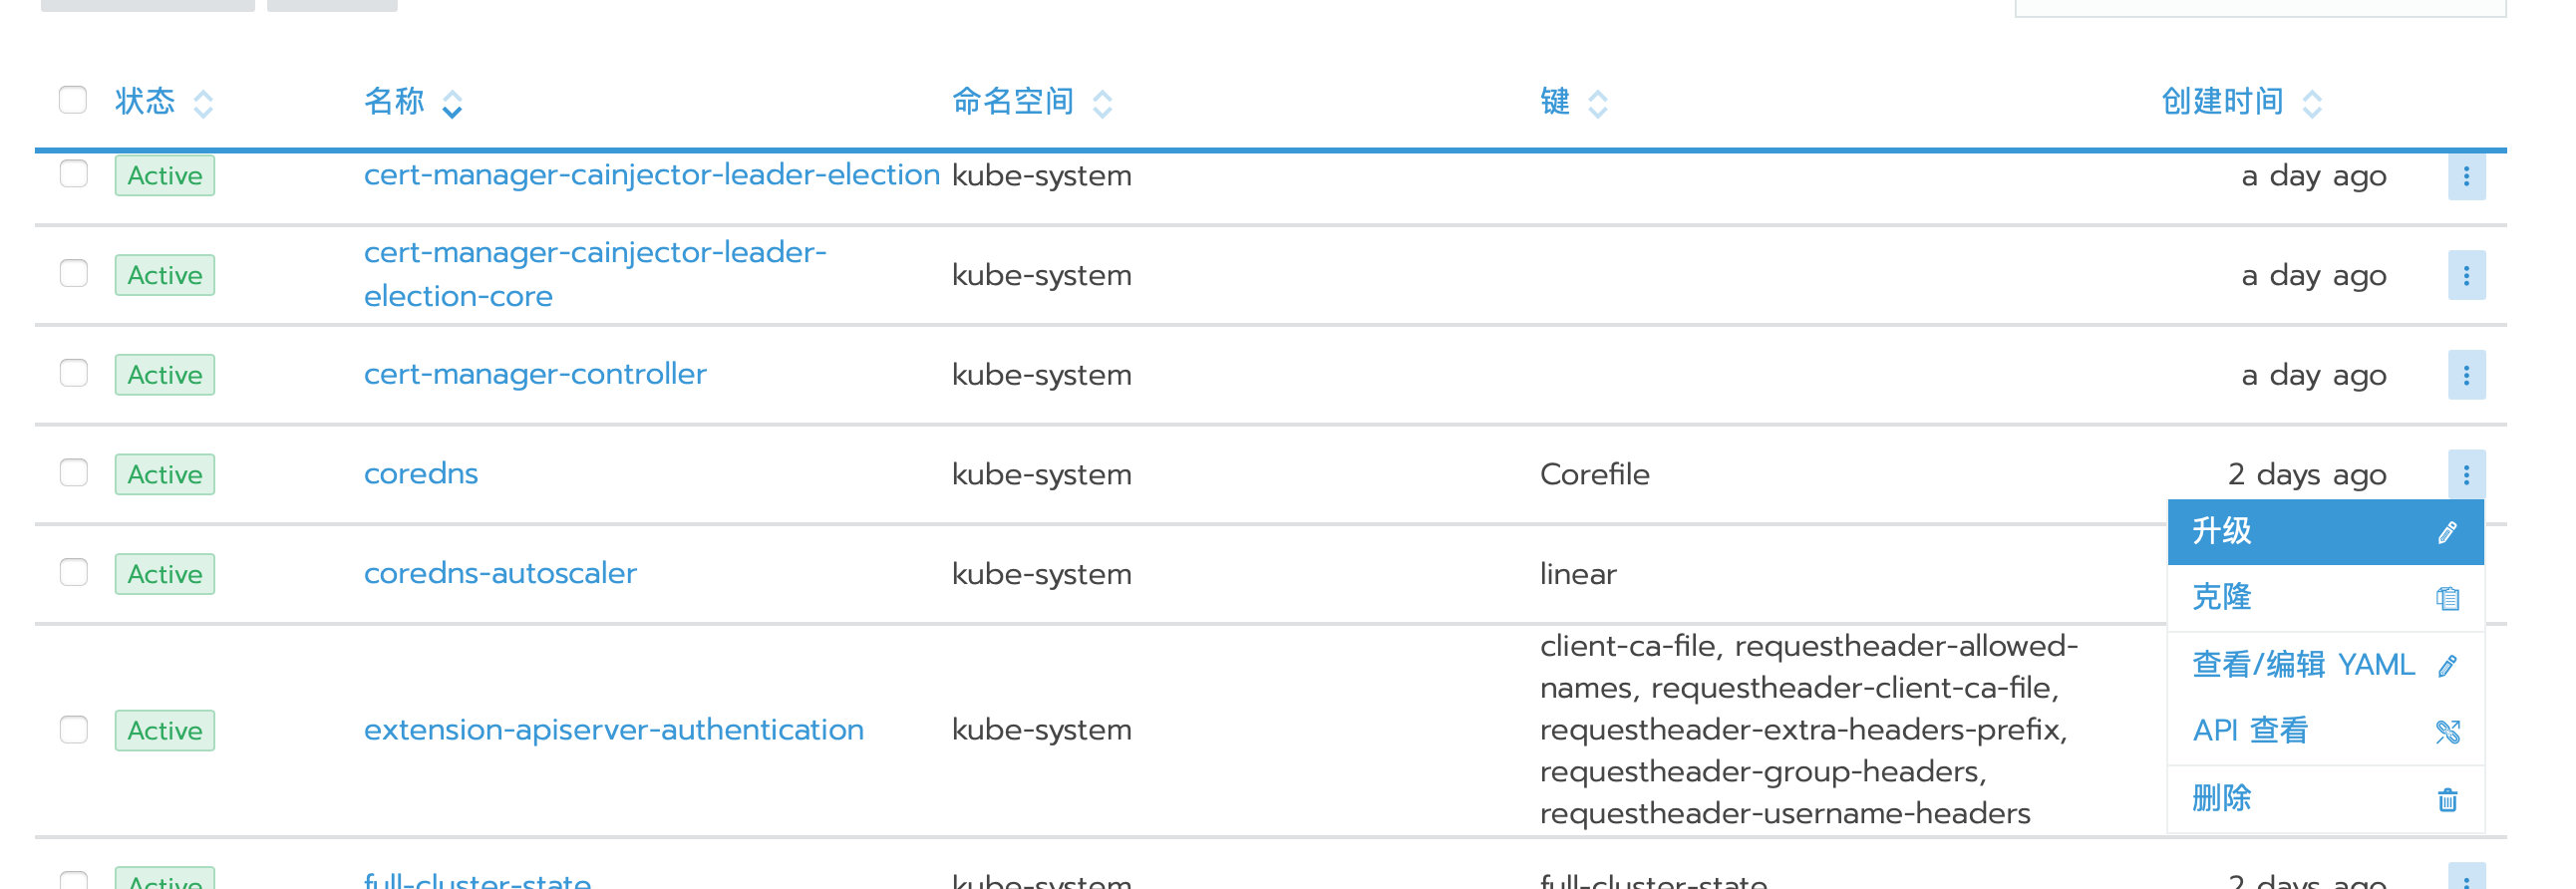 状态 名称 命名空间 键 创建时间
Active cert-manager-cainjector-leader-election kube-system a day ago
Active cert-manager-cainjector-leader-
election-core kube-system a day ago
Active cert-manager-controller kube-system a day ago
Active coredns kube-system Corefile 2 days ago
升级
克隆
查看/编辑 YAML
API 查看
删除
Active coredns-autoscaler kube-system linear
Active extension-apiserver-authentication kube-system client-ca-file, requestheader-allowed-
names, requestheader-client-ca-file,
requestheader-extra-headers-prefix,
requestheader-group-headers,
requestheader-username-headers
Active full-cluster-state kube-system full-cluster-state 2 days ago